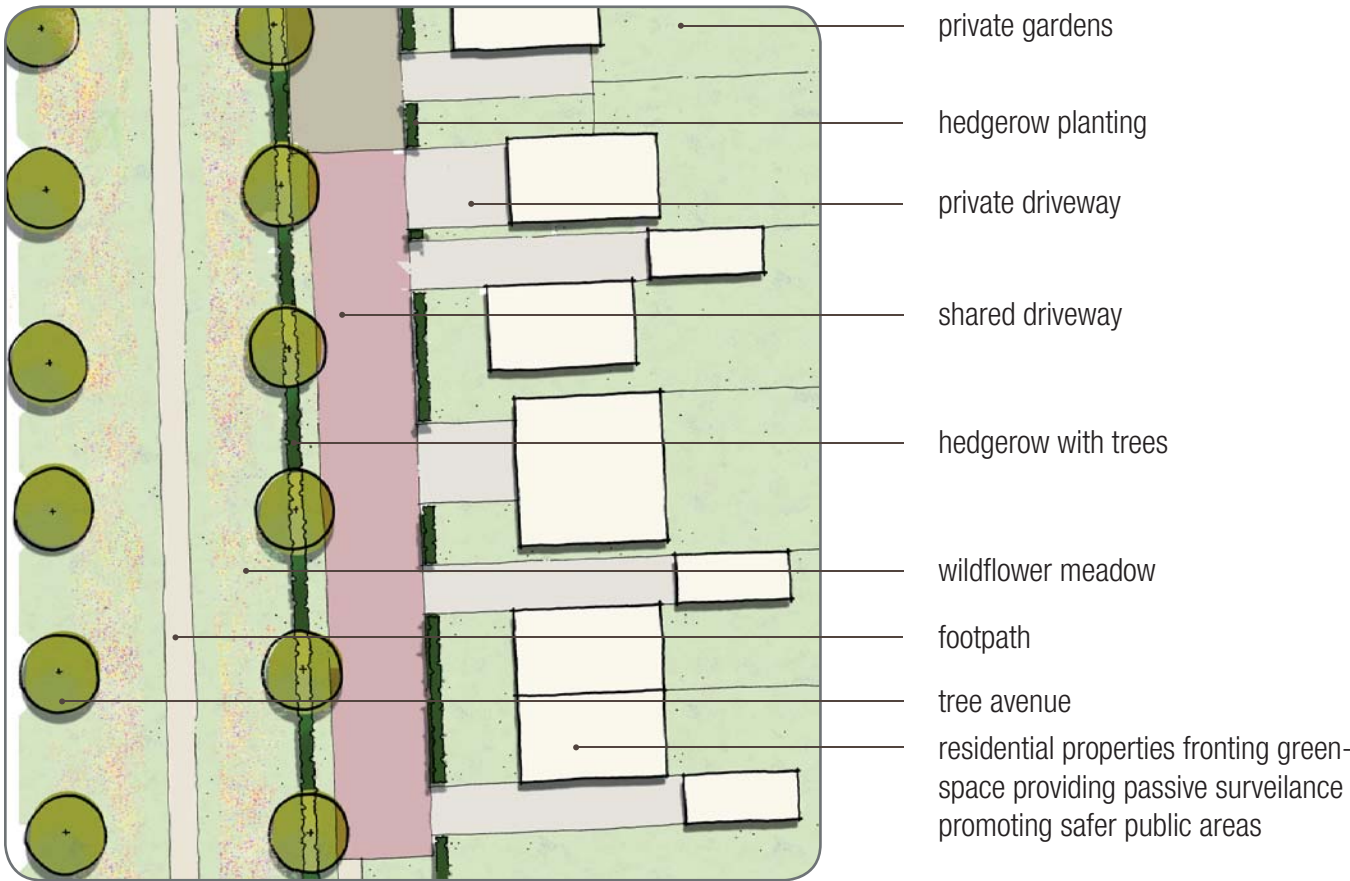 private gardens
hedgerow planting
private driveway
shared driveway
hedgerow with trees
wildflower meadow
footpath
tree avenue
residential properties fronting green-
space providing passive surveilance
promoting safer public areas